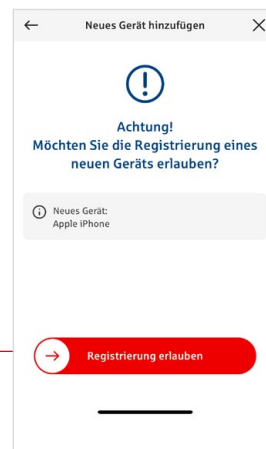 Neues Gerät hinzufügen
Achtung!
Möchten Sie die Registrierung eines
neuen Geräts erlauben?
Neues Gerät:
Apple iPhone
Registrierung erlauben